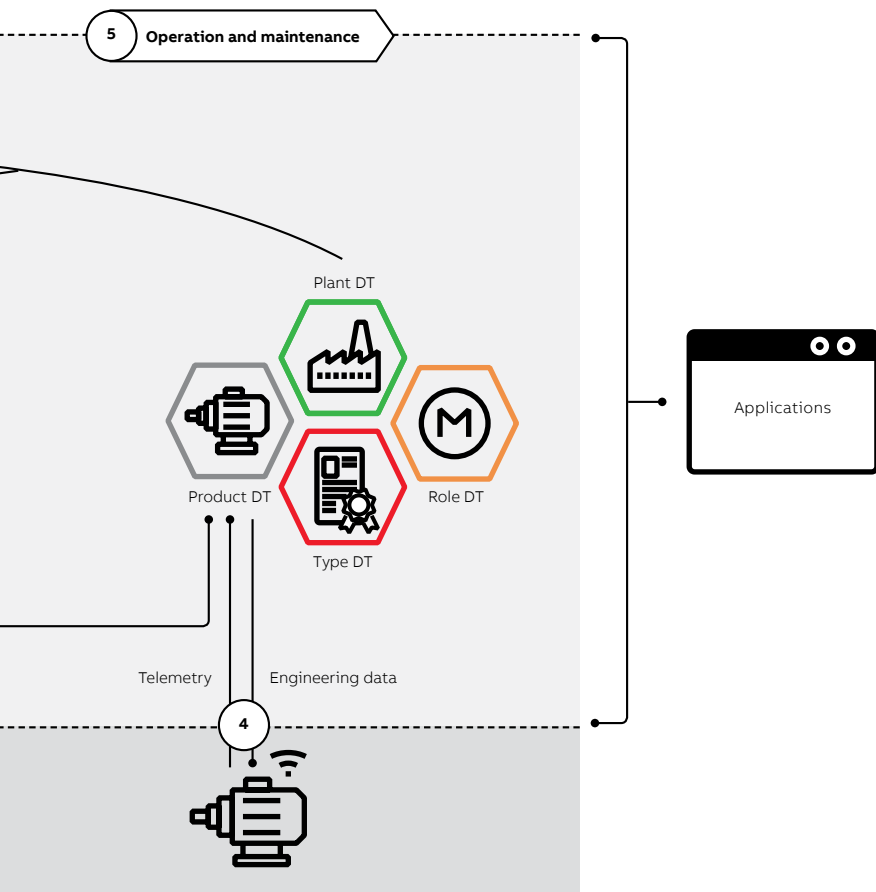 5 Operation and maintenance
Plant DT
Applications
M
Product DT
Role DT
Type DT
Telemetry
Engineering data
4